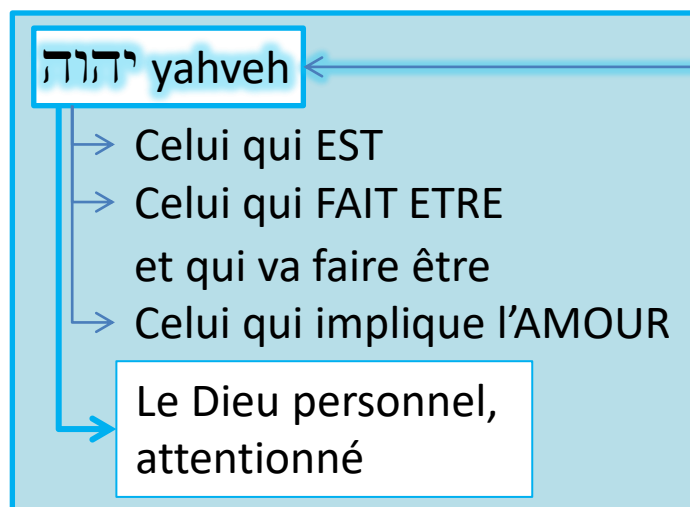 יהוה yahveh
Celui qui EST
Celui qui FAIT ETRE
et qui va faire être
Celui qui implique l’AMOUR
Le Dieu personnel,
attentionné